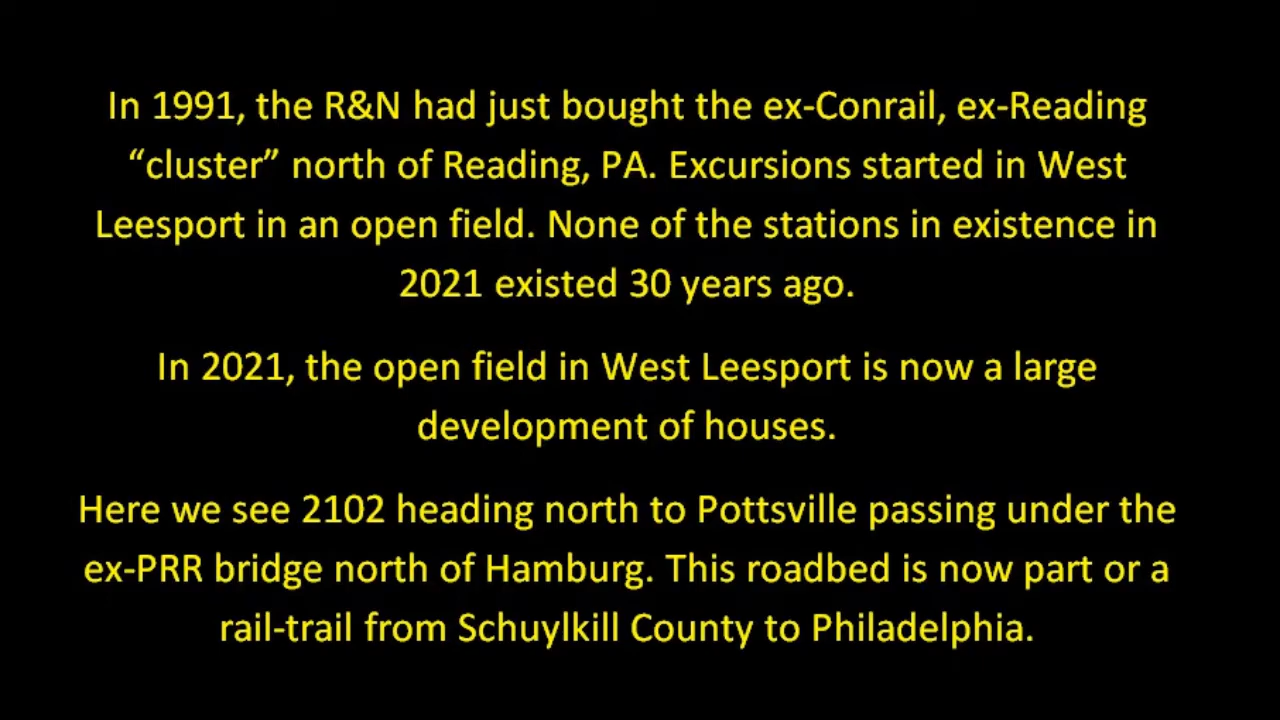 In 1991, the R&N had just bought the ex-Conrail, ex-Reading
“cluster” north of Reading, PA. Excursions started in West
Leesport in an open field. None of the stations in existence in
2021 existed 30 years ago.
In 2021, the open field in West Leesport is now a large
development of houses.
Here we see 2102 heading north to Pottsville passing under the
ex-PRR bridge north of Hamburg. This roadbed is now part or a
rail-trail from Schuylkill County to Philadelphia.